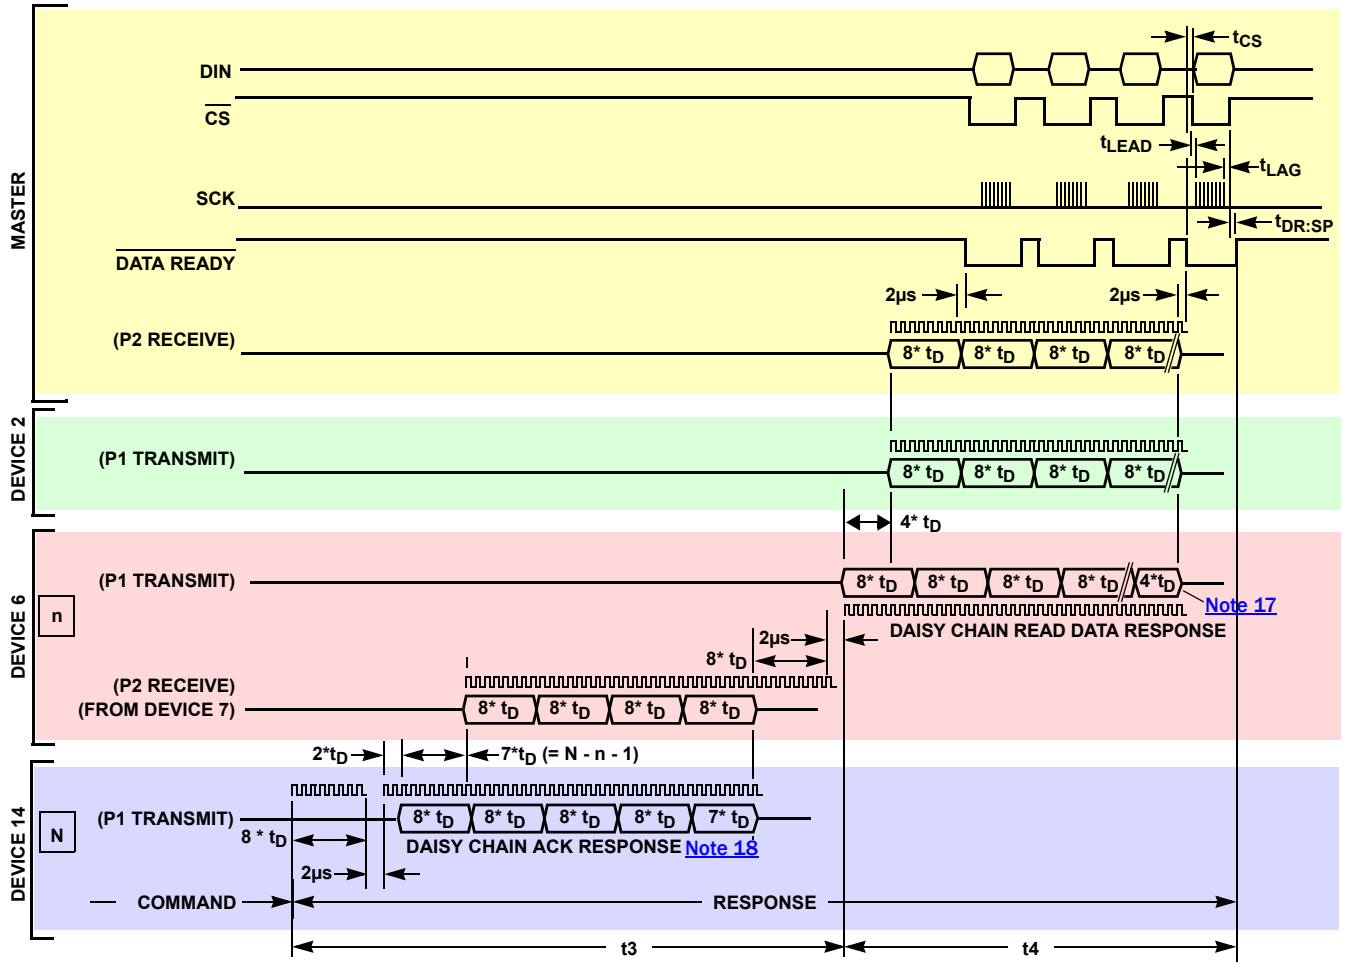 MASTER
tCS
DIN
CS
tLEAD
tLAG
SCK
tDR:SP
DATA READY
2µs
2µs
(P2 RECEIVE)
8* tD 8* tD 8* tD 8* tD
DEVICE 2
(P1 TRANSMIT)
8* tD 8* tD 8* tD 8* tD
4* tD
DEVICE 6
n
(P1 TRANSMIT)
8* tD 8* tD 8* tD 8* tD 4*tD
Note 17
DAISY CHAIN READ DATA RESPONSE
2µs
8* tD
(P2 RECEIVE)
(FROM DEVICE 7)
8* tD 8* tD 8* tD 8* tD
2*tD
7*tD (= N - n - 1)
DEVICE 14
N
(P1 TRANSMIT)
8* tD 8* tD 8* tD 8* tD 7* tD
8 * tD
DAISY CHAIN ACK RESPONSE Note 18
2µs
COMMAND
RESPONSE
t3
t4